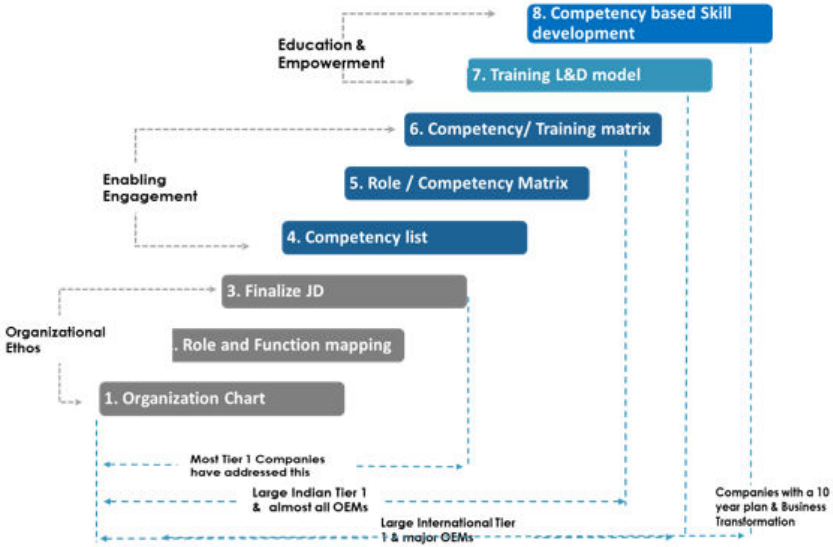 8. Competency based Skill
development
Education &
Empowerment
7. Training L&D model
6. Competency/ Training matrix
Enabling
Engagement
5. Role / Competency Matrix
4. Competency list
3. Finalize JD
Organizational
Ethos
. Role and Function mapping
1. Organization Chart
Most Tier 1 Companies
have addressed this
Large Indian Tier 1
& almost all OEMs
Companies with a 10
year plan & Business
Transformation
Large International Tier
1 & major OEMs